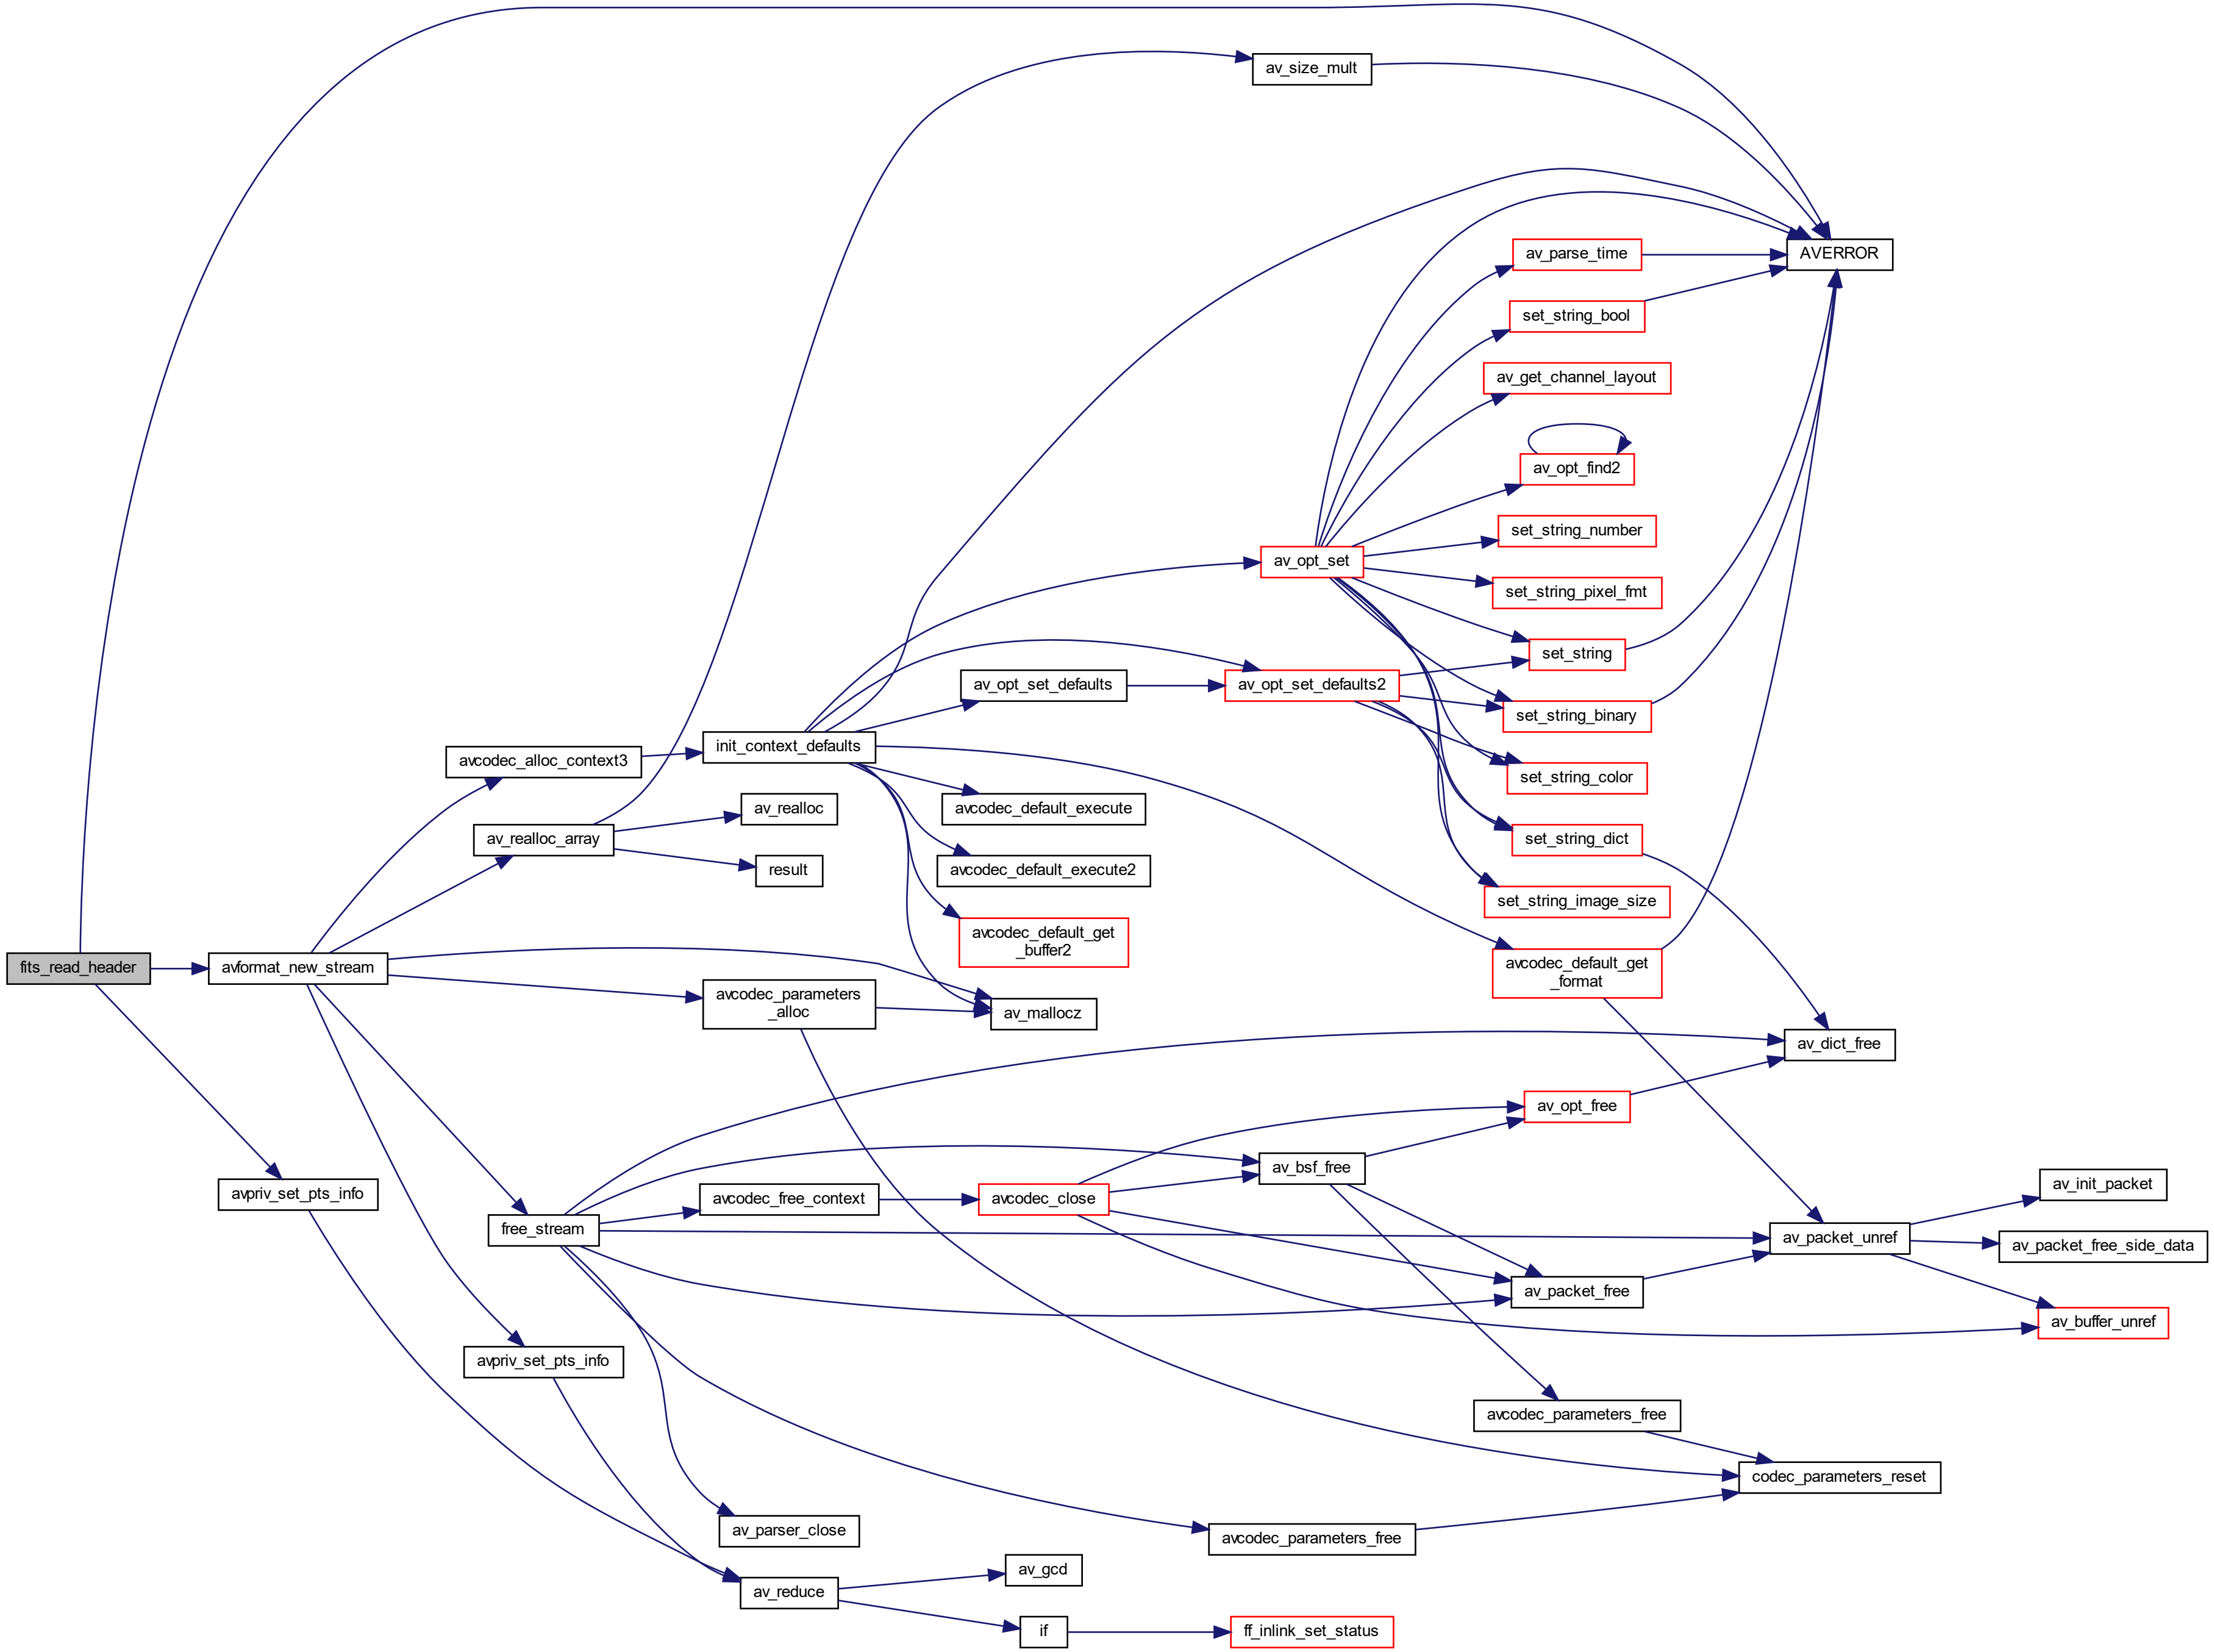 av_size_mult
AVERROR
av_parse_time
set_string_bool
av_get_channel_layout
av_opt_find2
set_string_number
av_opt_set
set_string_pixel_fmt
set_string
av_opt_set_defaults
av_opt_set_defaults2
set_string_binary
init_context_defaults
avcodec_alloc_context3
set_string_color
av_realloc
avcodec_default_execute
av_realloc_array
set_string_dict
result
avcodec_default_execute2
set_string_image_size
avcodec_default_get
_buffer2
fits_read_header
avformat_new_stream
avcodec_default_get
_format
avcodec_parameters
_alloc
av_mallocz
av_dict_free
av_opt_free
av_bsf_free
av_init_packet
avpriv_set_pts_info
avcodec_free_context
avcodec_close
free_stream
av_packet_unref
av_packet_free_side_data
av_packet_free
av_buffer_unref
avpriv_set_pts_info
avcodec_parameters_free
codec_parameters_reset
av_parser_close
avcodec_parameters_free
av_gcd
av_reduce
if
ff_inlink_set_status